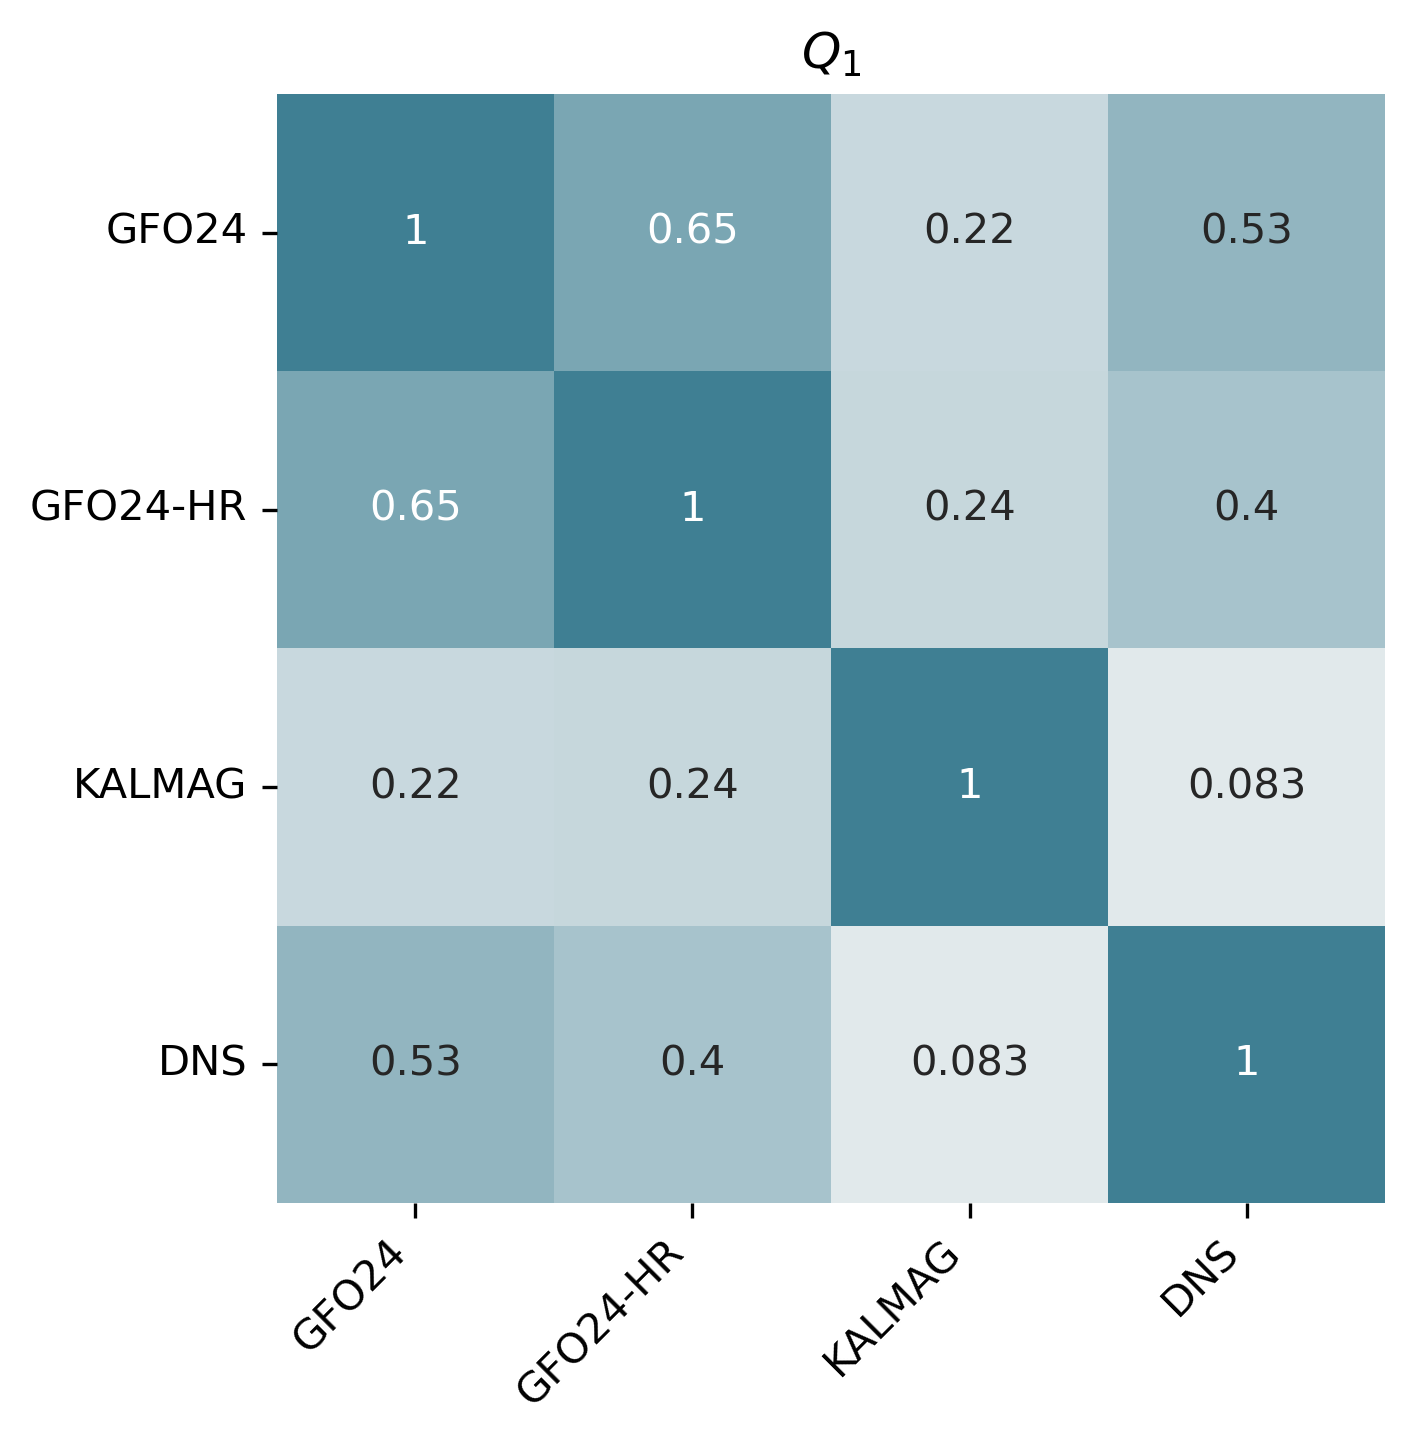 Q₁
GFO24 1 0.65 0.22 0.53
GFO24-HR 0.65 1 0.24 0.4
KALMAG 0.22 0.24 1 0.083
DNS 0.53 0.4 0.083 1
GFO24 GFO24-HR KALMAG DNS